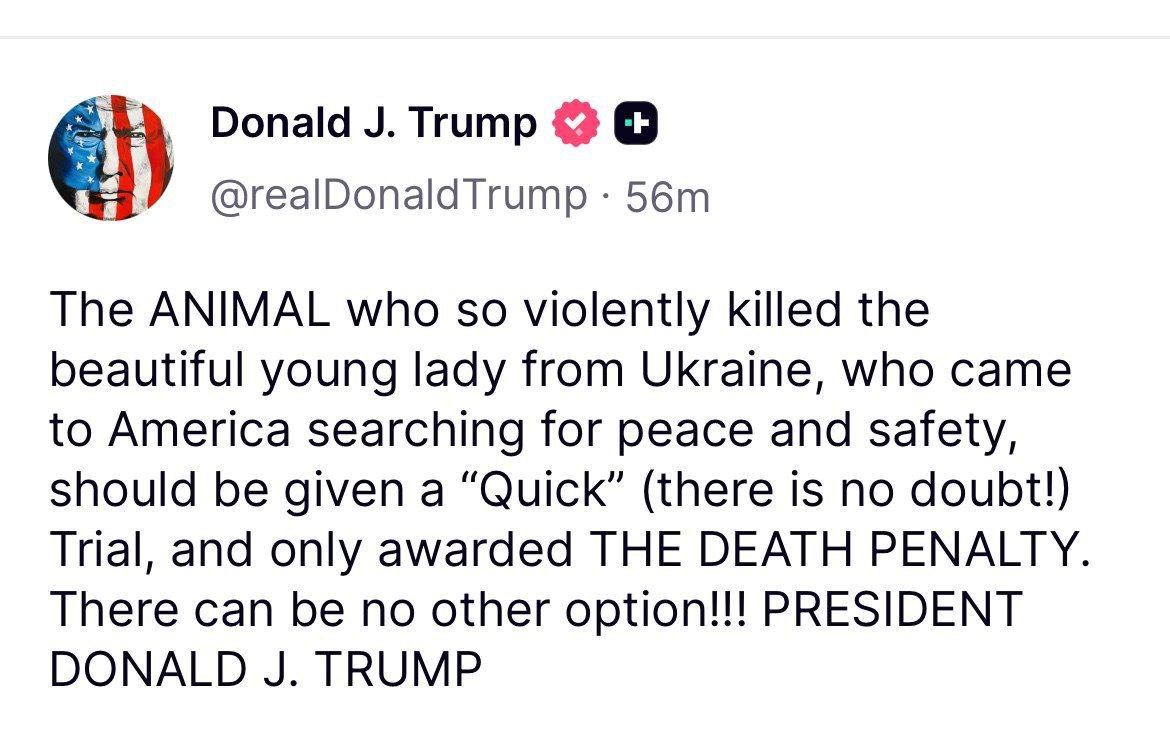 Donald J. Trump
@realDonaldTrump · 56m
The ANIMAL who so violently killed the
beautiful young lady from Ukraine, who came
to America searching for peace and safety,
should be given a “Quick” (there is no doubt!)
Trial, and only awarded THE DEATH PENALTY.
There can be no other option!!! PRESIDENT
DONALD J. TRUMP